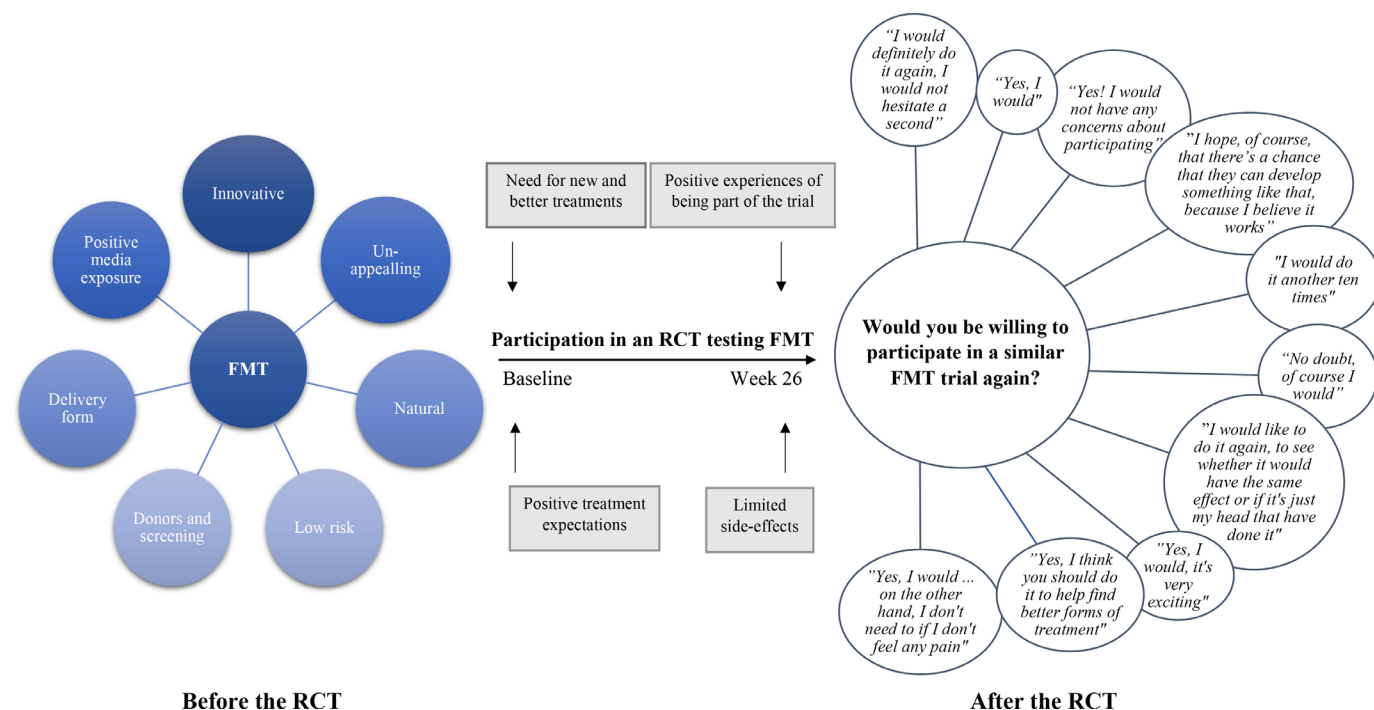 Innovative
Un-
appealling
Natural
Low risk
Donors and
screening
Delivery
form
Positive
media
exposure
FMT
Before the RCT
Need for new and
better treatments
Positive experiences of
being part of the trial
Participation in an RCT testing FMT
Baseline
Week 26
Positive treatment
expectations
Limited
side-effects
Would you be willing to
participate in a similar
FMT trial again?
“I would
definitely do
it again, I
would not
hesitate a
second”
“Yes, I
would"
“Yes! I would
not have any
concerns about
participating”
"I hope, of course,
that there’s a chance
that they can develop
something like that,
because I believe it
works”
"I would do
it another ten
times"
“No doubt,
of course I
would”
”I would like to
do it again, to see
whether it would
have the same
effect or if it's just
my head that have
done it"
”Yes, I
would, it's
very
exciting"
"Yes, I think
you should do
it to help find
better forms of
treatment"
”Yes, I would ...
on the other
hand, I don't
need to if I don't
feel any pain"
After the RCT